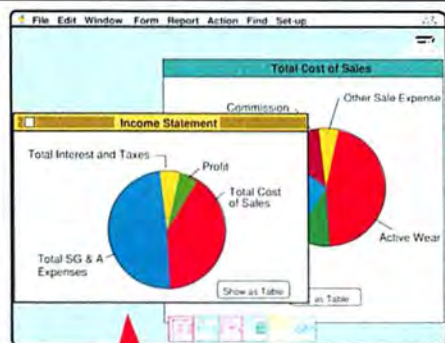 File Edit Window Form Report Action Find Set-up
Total Cost of Sales
Commission
Other Sale Expense
Income Statement
Total Interest and Taxes
Profit
Total Cost
of Sales
Total SG & A
Expenses
Active Wear
Show as Table
as Table